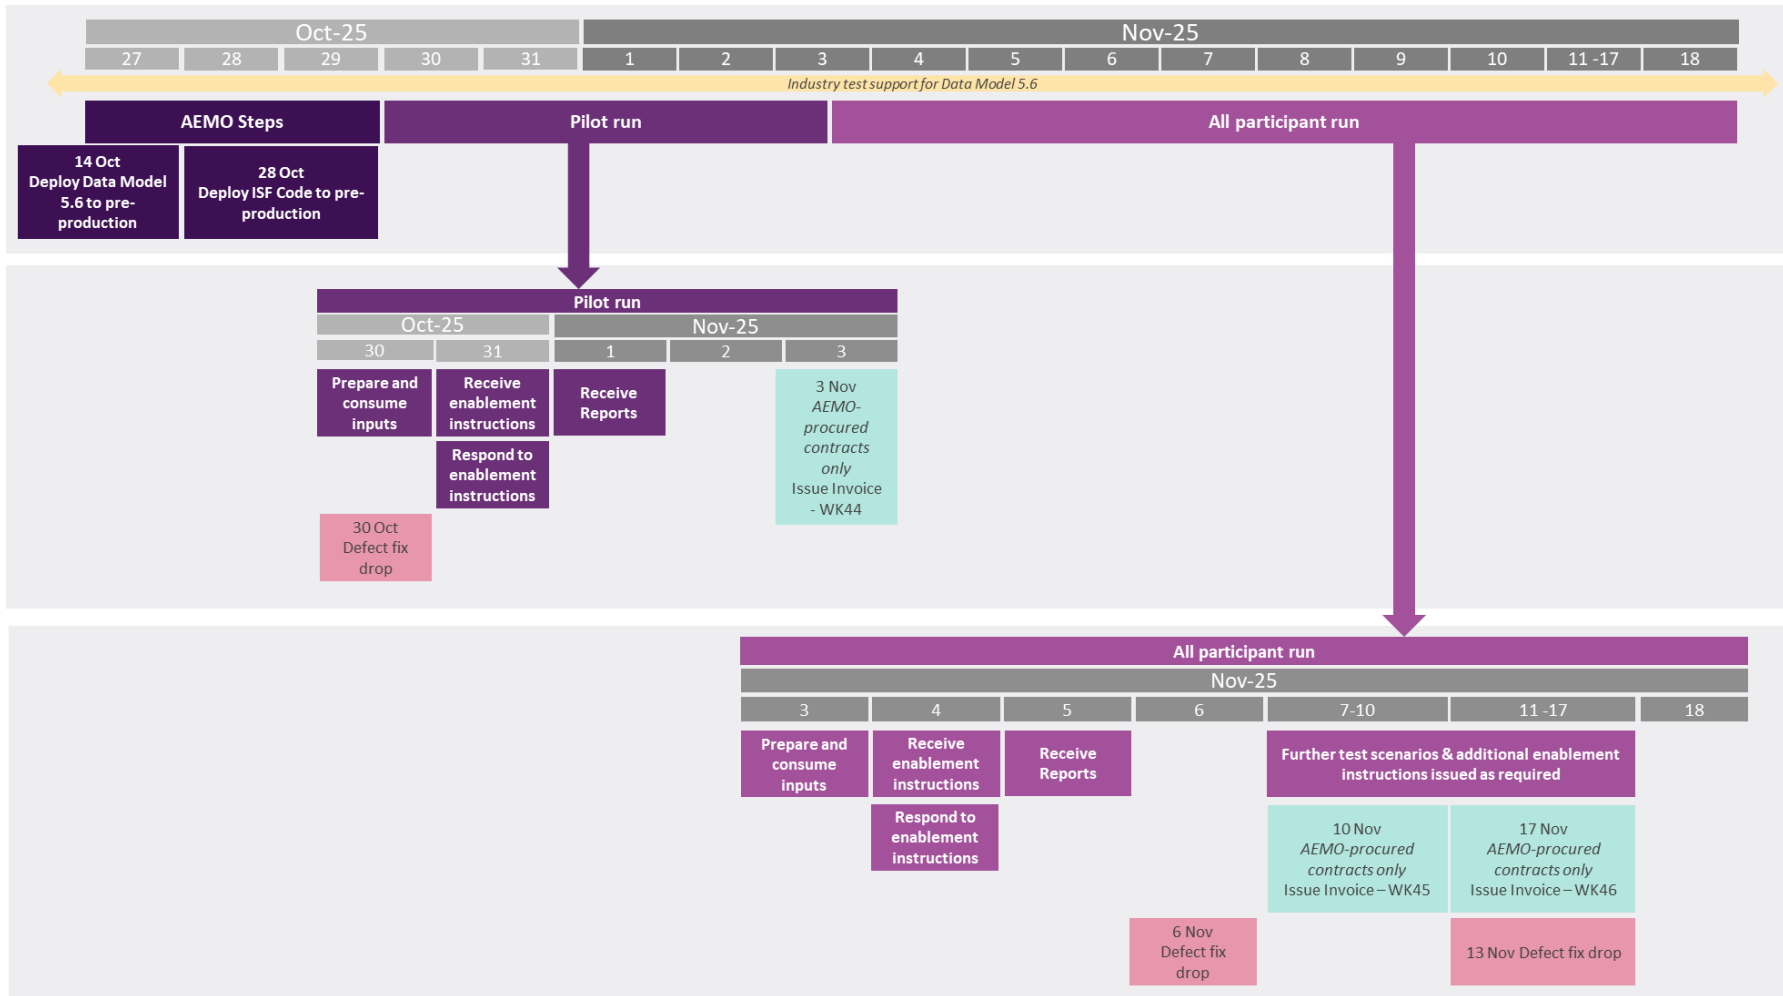 Oct-25
Nov-25
27 28 29 30 31 1 2 3 4 5 6 7 8 9 10 11 -17 18
Industry test support for Data Model 5.6
AEMO Steps
Pilot run
All participant run
14 Oct
Deploy Data Model
5.6 to pre-
production
28 Oct
Deploy ISF Code to pre-
production
Pilot run
Oct-25
Nov-25
30 31 1 2 3
Prepare and
consume
inputs
Receive
enablement
instructions
Respond to
enablement
instructions
Receive
Reports
3 Nov
AEMO-
procured
contracts
only
Issue Invoice
- WK44
30 Oct
Defect fix
drop
All participant run
Nov-25
3 4 5 6 7-10 11 -17 18
Prepare and
consume
inputs
Receive
enablement
instructions
Respond to
enablement
instructions
Receive
Reports
Further test scenarios & additional enablement
instructions issued as required
10 Nov
AEMO-procured
contracts only
Issue Invoice – WK45
17 Nov
AEMO-procured
contracts only
Issue Invoice – WK46
6 Nov
Defect fix
drop
13 Nov Defect fix drop